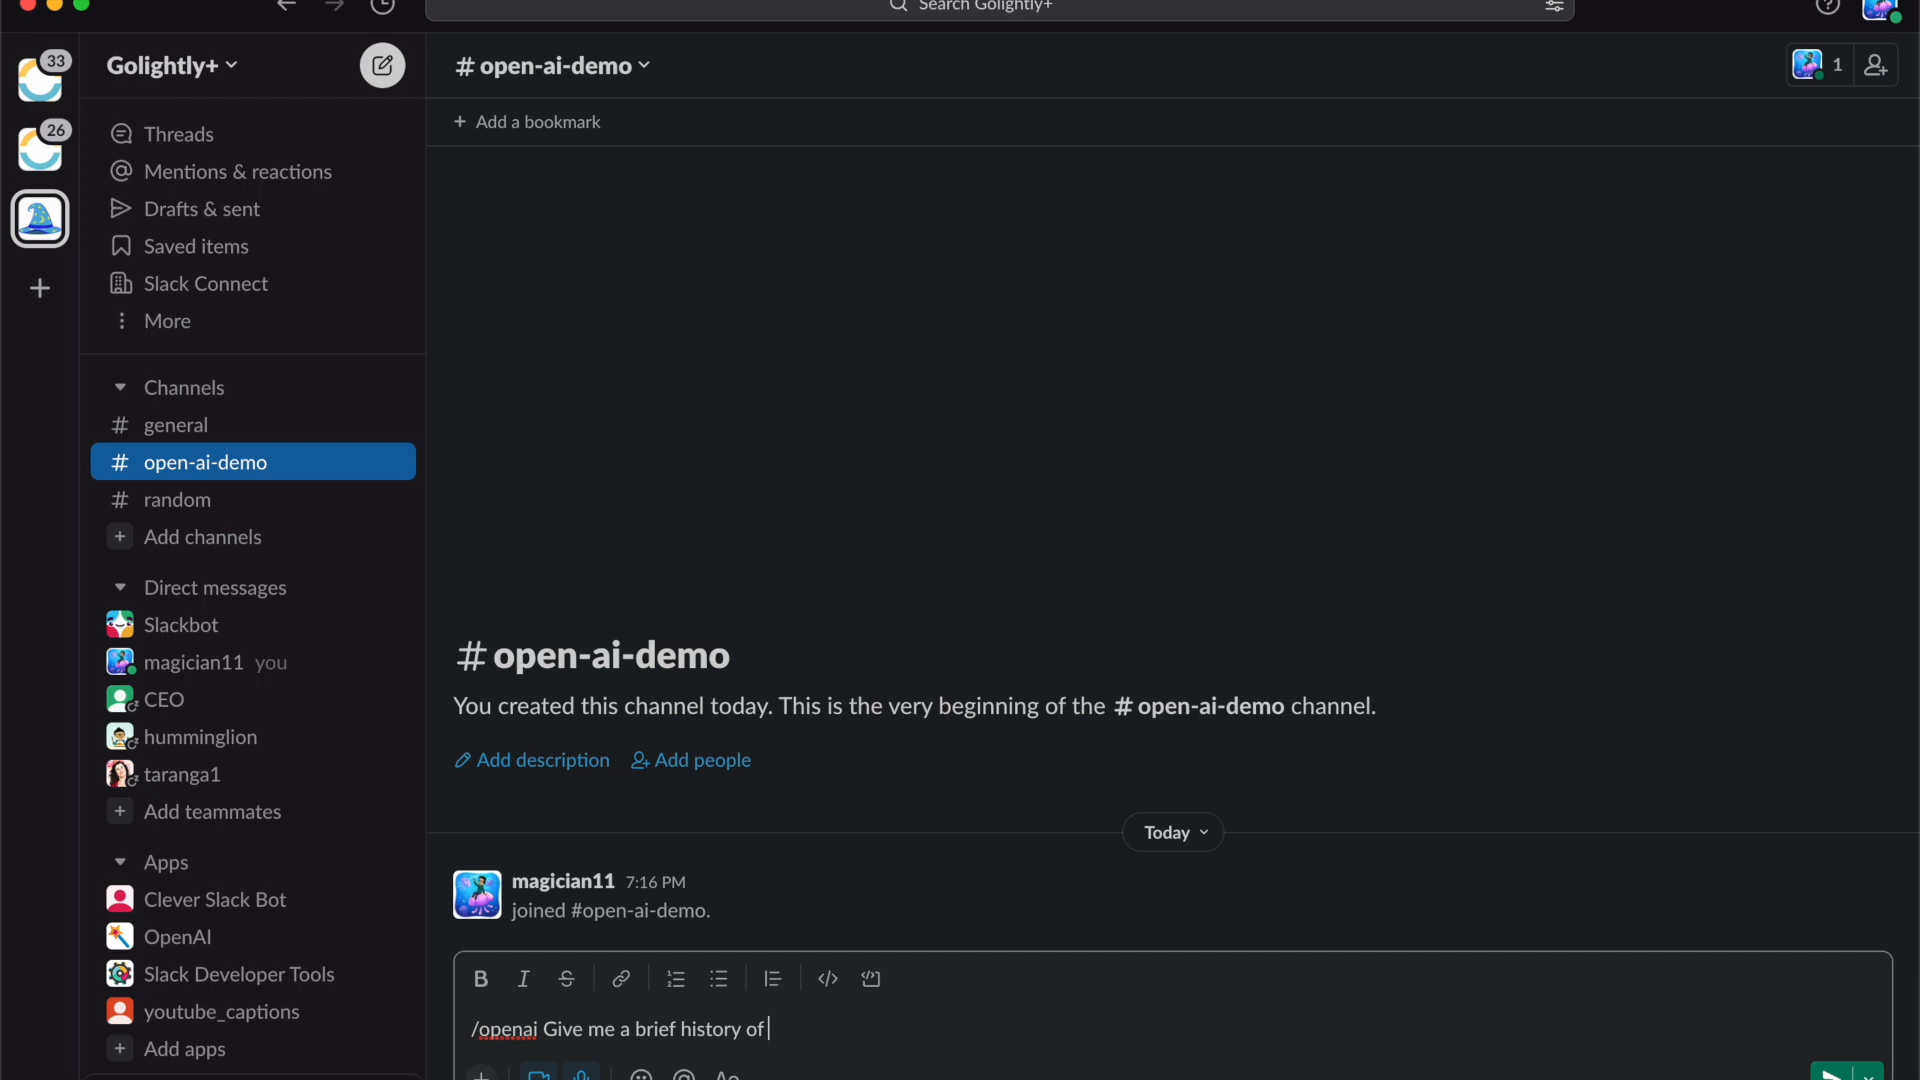 Search Golightly+
33
26
Golightly+
Threads
Mentions & reactions
Drafts & sent
Saved items
Slack Connect
More
Channels
# general
# open-ai-demo
# random
+ Add channels
Direct messages
Slackbot
magician11 you
CEO
humminglion
taranga1
+ Add teammates
Apps
Clever Slack Bot
OpenAI
Slack Developer Tools
youtube_captions
+ Add apps
# open-ai-demo
1
+ Add a bookmark
# open-ai-demo
You created this channel today. This is the very beginning of the # open-ai-demo channel.
Add description Add people
Today
magician11 7:16 PM
joined #open-ai-demo.
B I S
/openai Give me a brief history of
Aa